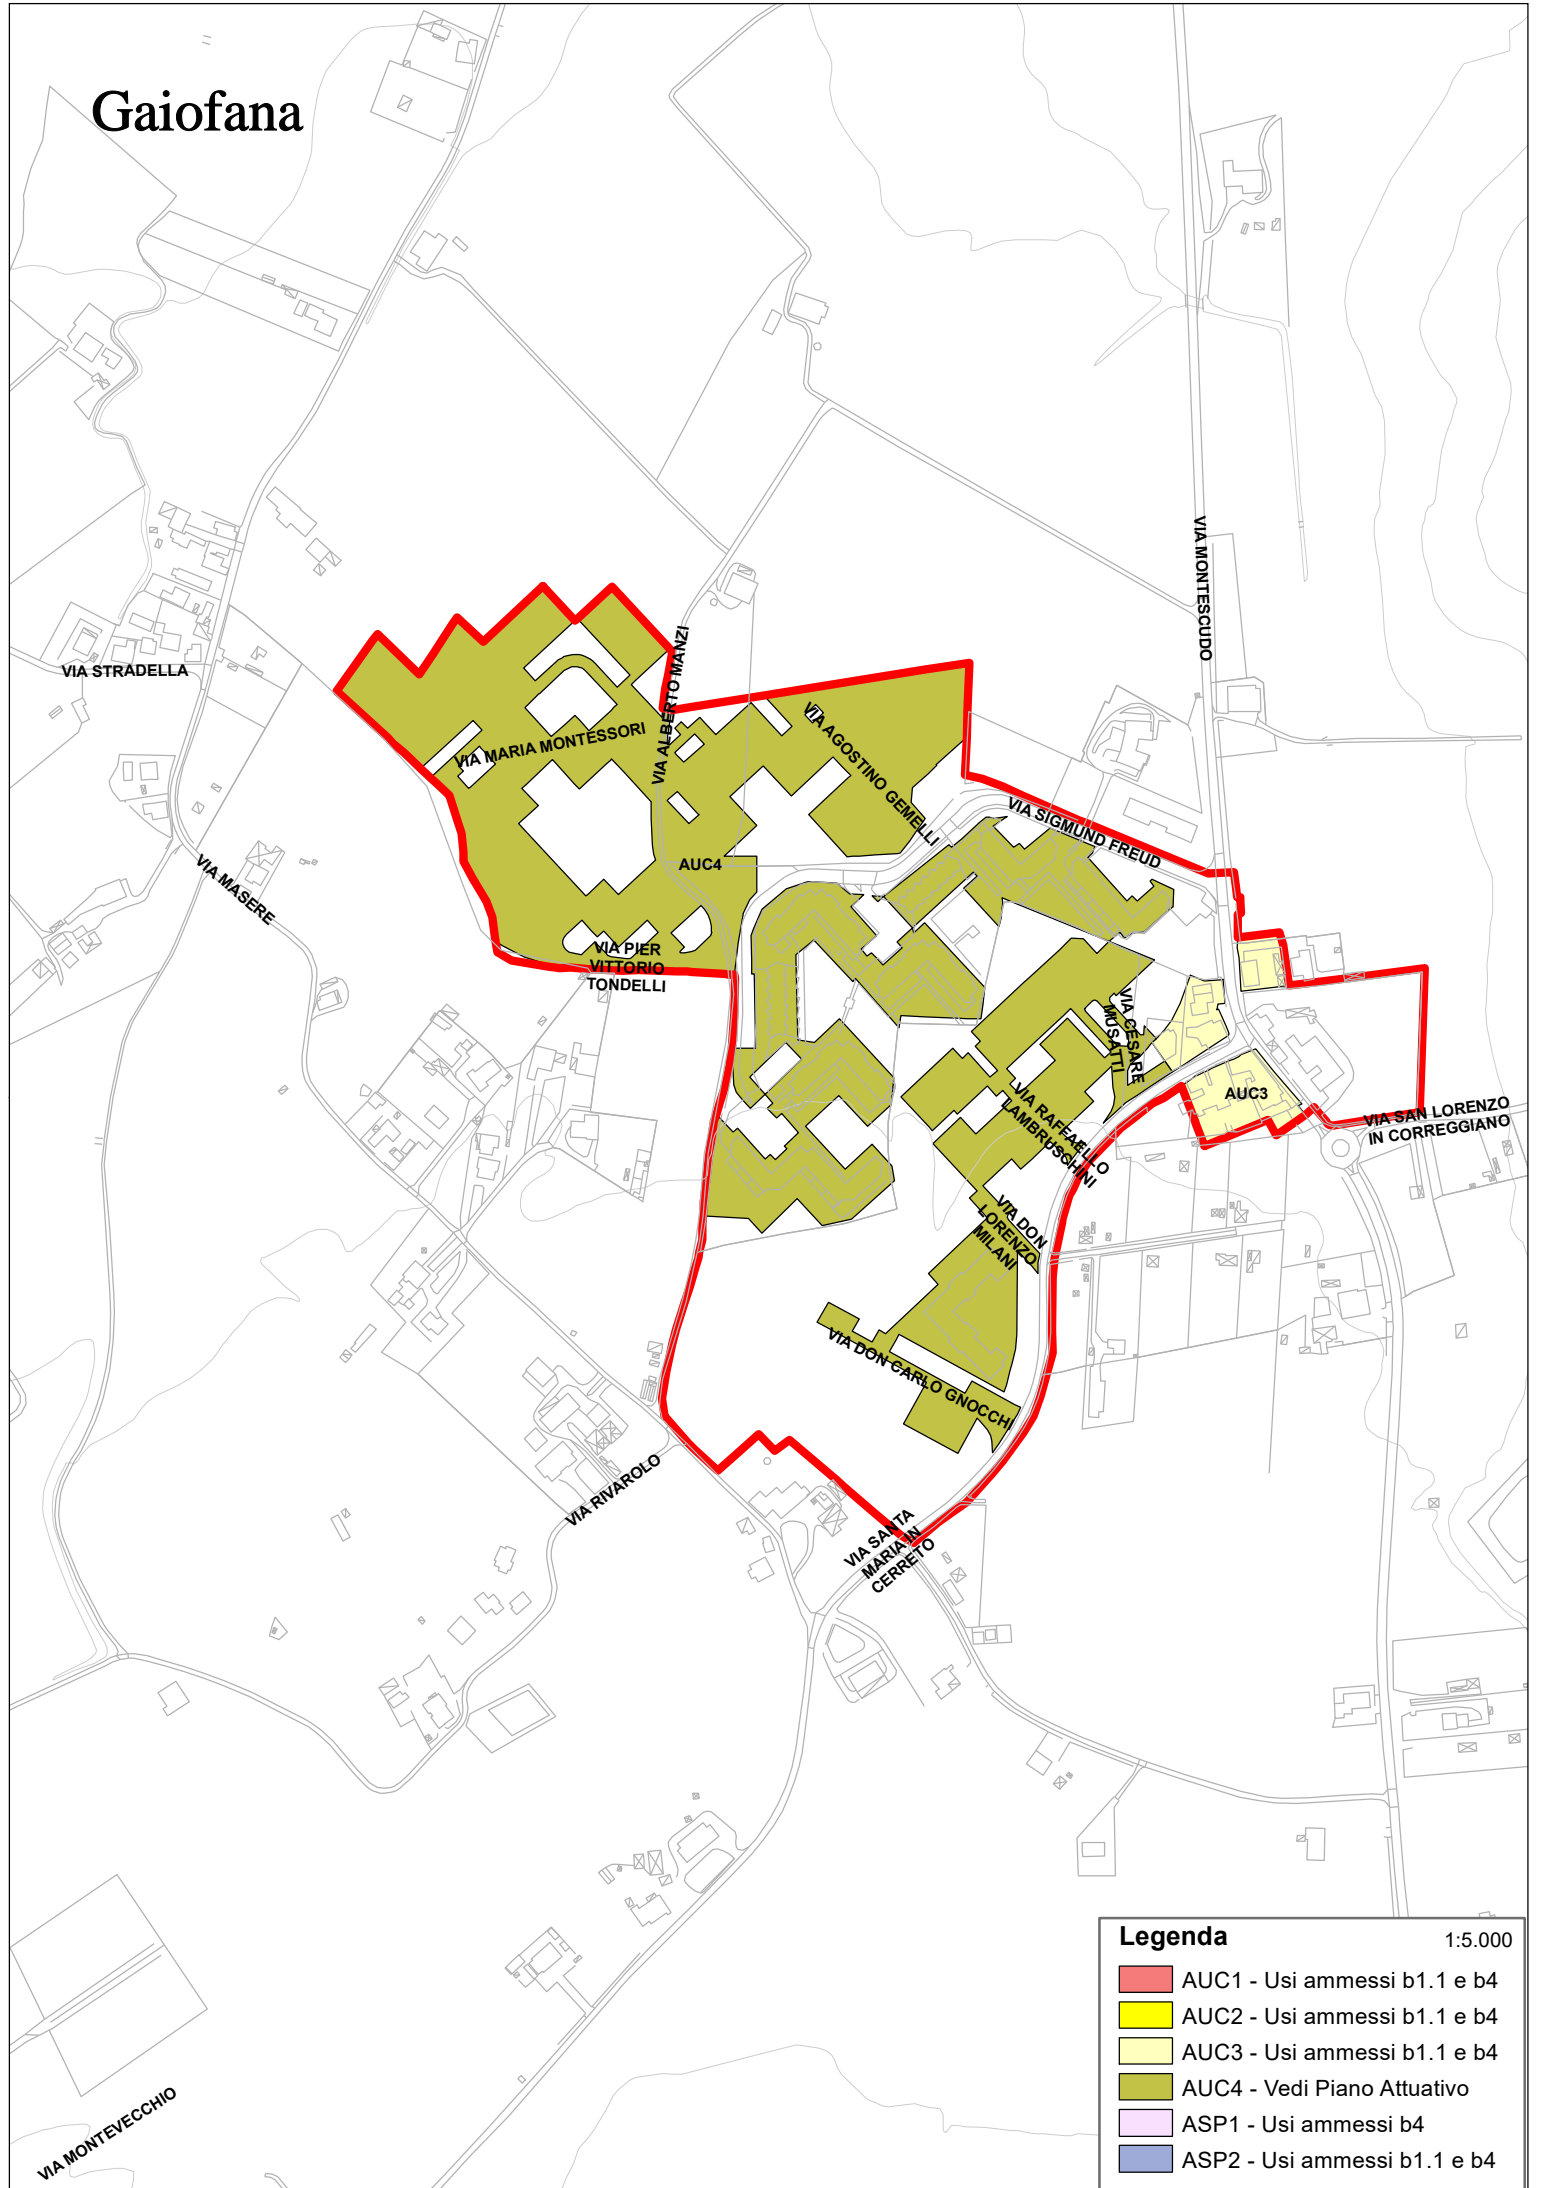 Gaiofana
VIA MONTESCUDO
VIA STRADELLA
VIA ALBERTO MANZI
VIA MARIA MONTESSORI
VIA AGOSTINO GEMELLI
VIA SIGMUND FREUD
AUC4
VIA MASERE
VIA PIER
VITTORIO
TONDELLI
VIA CESARE
MUSATTI
AUC3
VIA SAN LORENZO
IN CORREGGIANO
VIA RAFFAELLO
LAMBRUSCHINI
VIA DON
LORENZO
MILANI
VIA DON CARLO GNOCCHI
VIA RIVAROLO
VIA SANTA
MARIA IN
CERRETO
VIA MONTEVECCHIO
Legenda
1:5.000
AUC1 - Usi ammessi b1.1 e b4
AUC2 - Usi ammessi b1.1 e b4
AUC3 - Usi ammessi b1.1 e b4
AUC4 - Vedi Piano Attuativo
ASP1 - Usi ammessi b4
ASP2 - Usi ammessi b1.1 e b4